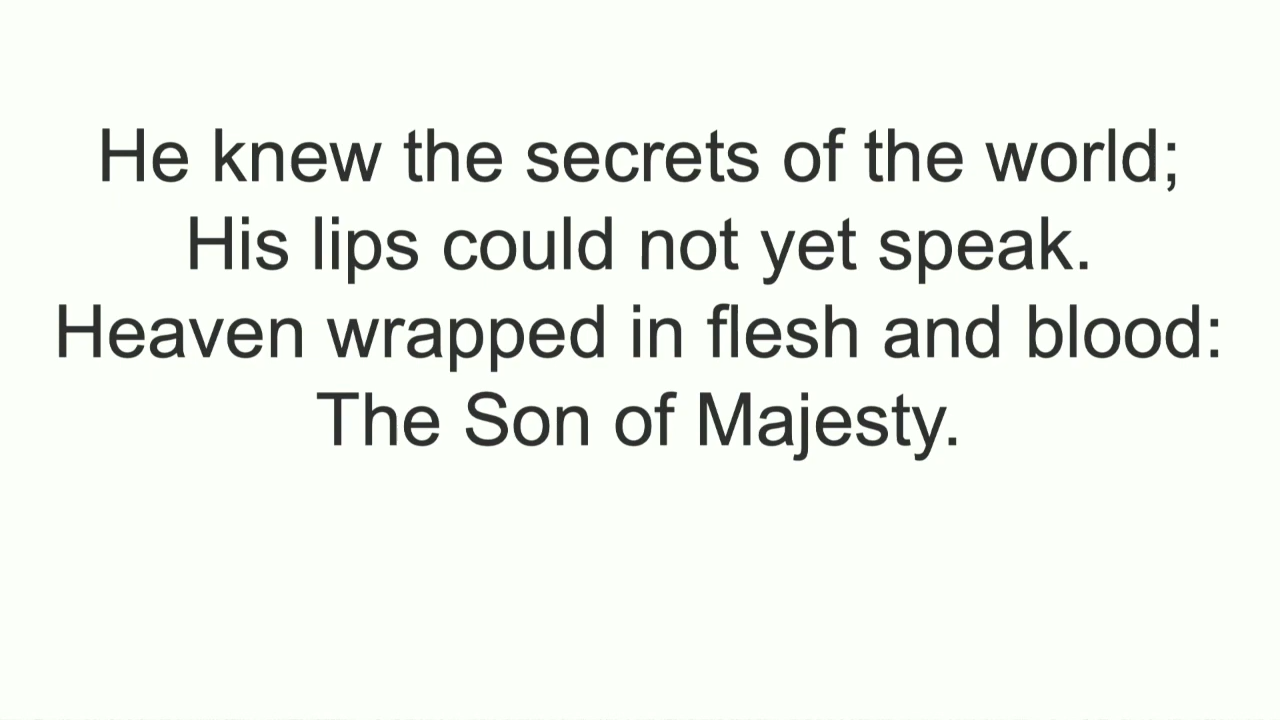 He knew the secrets of the world;
His lips could not yet speak.
Heaven wrapped in flesh and blood:
The Son of Majesty.